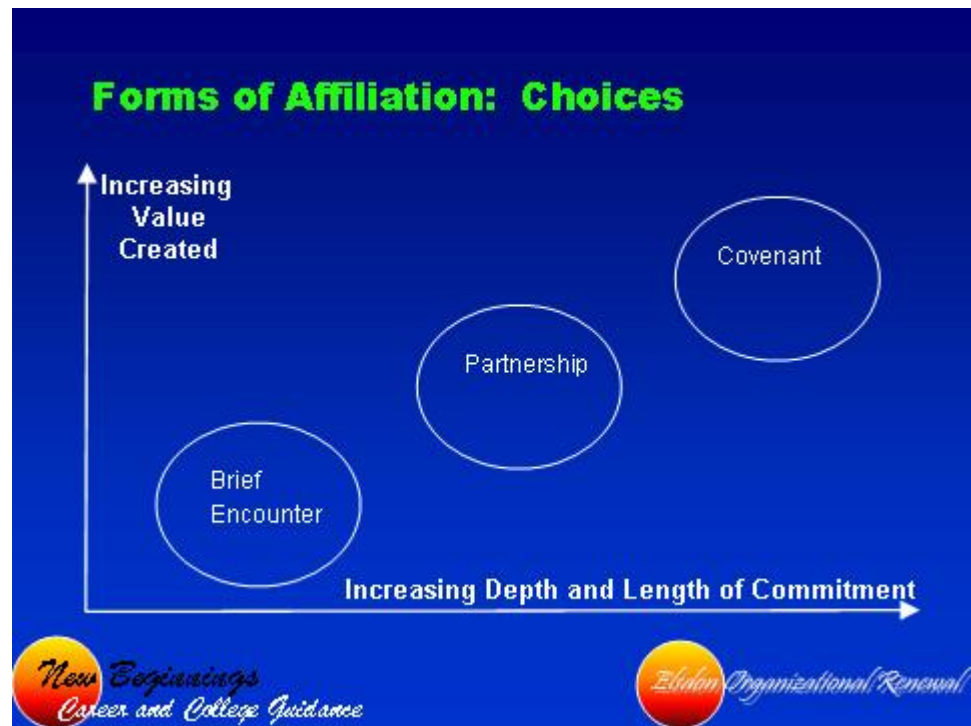 Forms of Affiliation: Choices
Increasing
Value
Created
Covenant
Partnership
Brief
Encounter
Increasing Depth and Length of Commitment
New Beginnings
Career and College Guidance
Elsdon Organizational Renewal